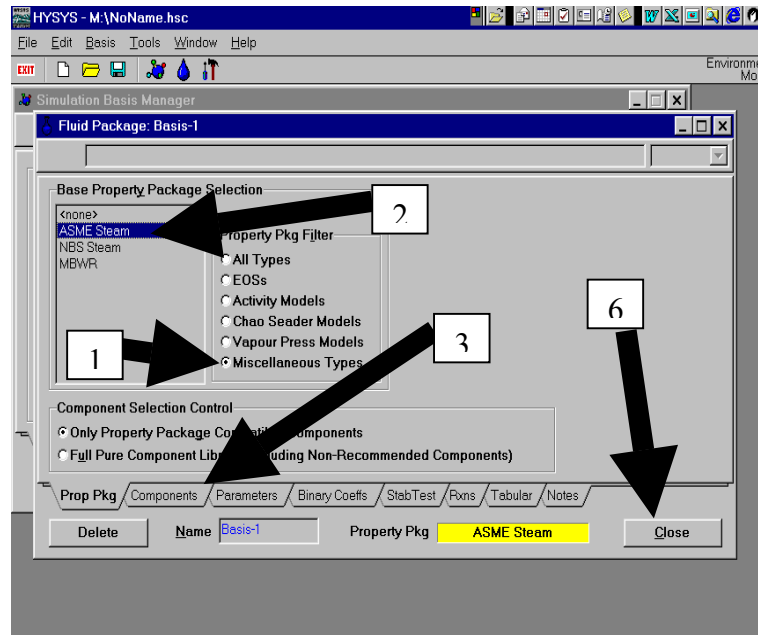 HYSYS - M:\NoName.hsc
File Edit Basis Tools Window Help
EXIT
Environme
Mo
Simulation Basis Manager
Fluid Package: Basis-1
Base Property Package Selection
<none>
ASME Steam
NBS Steam
MBWR
Property Pkg Filter
All Types
EOSs
Activity Models
Chao Seader Models
Vapour Press Models
Miscellaneous Types
1
2
3
6
Component Selection Control
Only Property Package Components
Full Pure Component Including Non-Recommended Components)
Prop Pkg Components Parameters Binary Coeffs StabTest Rxns Tabular Notes
Delete Name Basis-1 Property Pkg ASME Steam Close